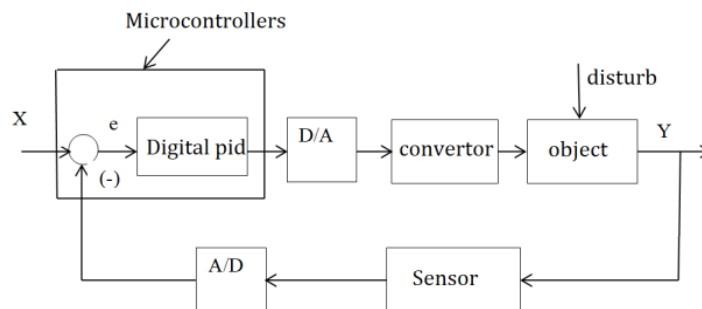 Microcontrollers
disturb
X
e
Digital pid
(-)
D/A
convertor
object
Y
A/D
Sensor